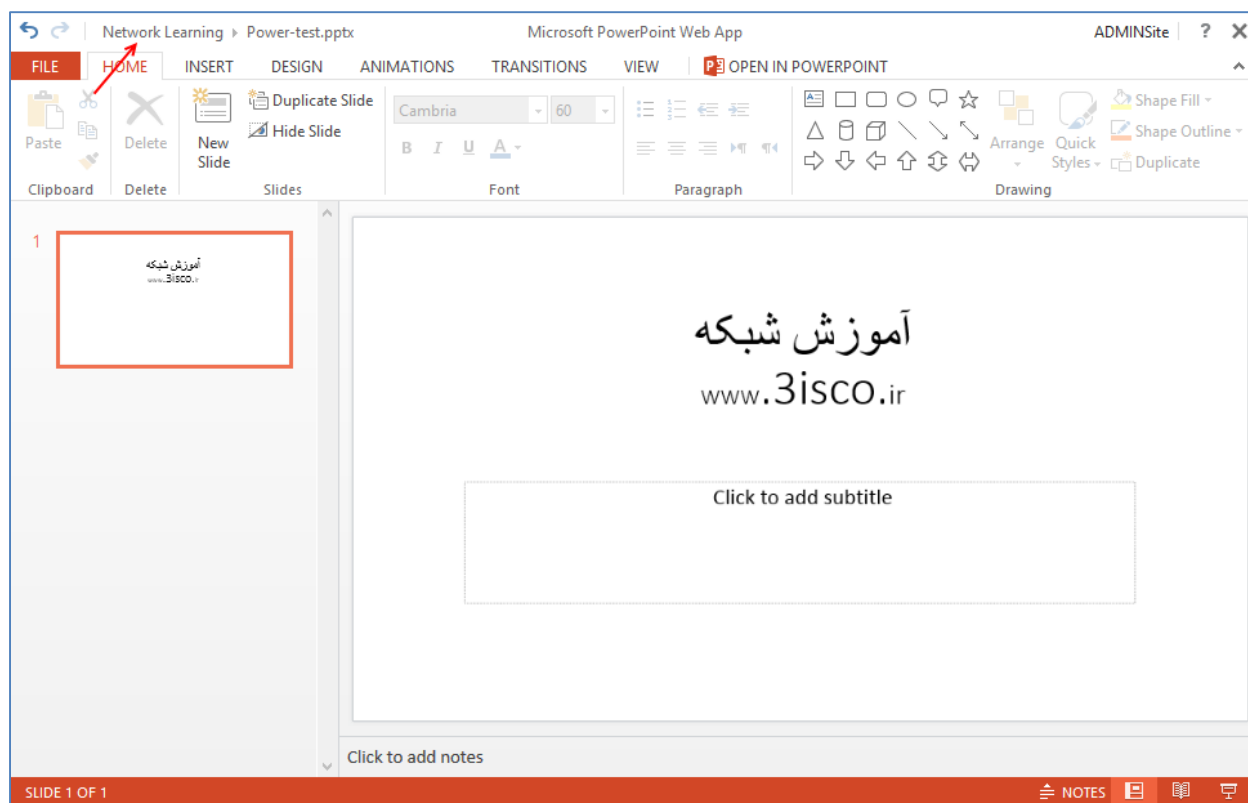 Network Learning ▸ Power-test.pptx Microsoft PowerPoint Web App ADMINSite ? X
FILE HOME INSERT DESIGN ANIMATIONS TRANSITIONS VIEW OPEN IN POWERPOINT
Paste
Clipboard
Delete
Delete
New Slide
Duplicate Slide
Hide Slide
Slides
Cambria 60
B I U A
Font
Paragraph
Arrange
Quick Styles
Shape Fill
Shape Outline
Duplicate
Drawing
1
آموزش شبکه
www.3isco.ir
آموزش شبکه
www.3isco.ir
Click to add subtitle
Click to add notes
SLIDE 1 OF 1 NOTES